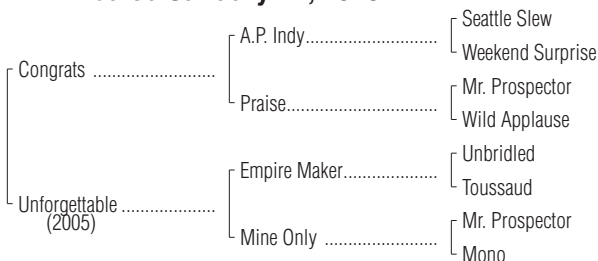 Seattle Slew
A.P. Indy
Weekend Surprise
Congrats
Mr. Prospector
Praise
Wild Applause
Unbridled
Empire Maker
Toussaud
Unforgettable
(2005)
Mr. Prospector
Mine Only
Mono